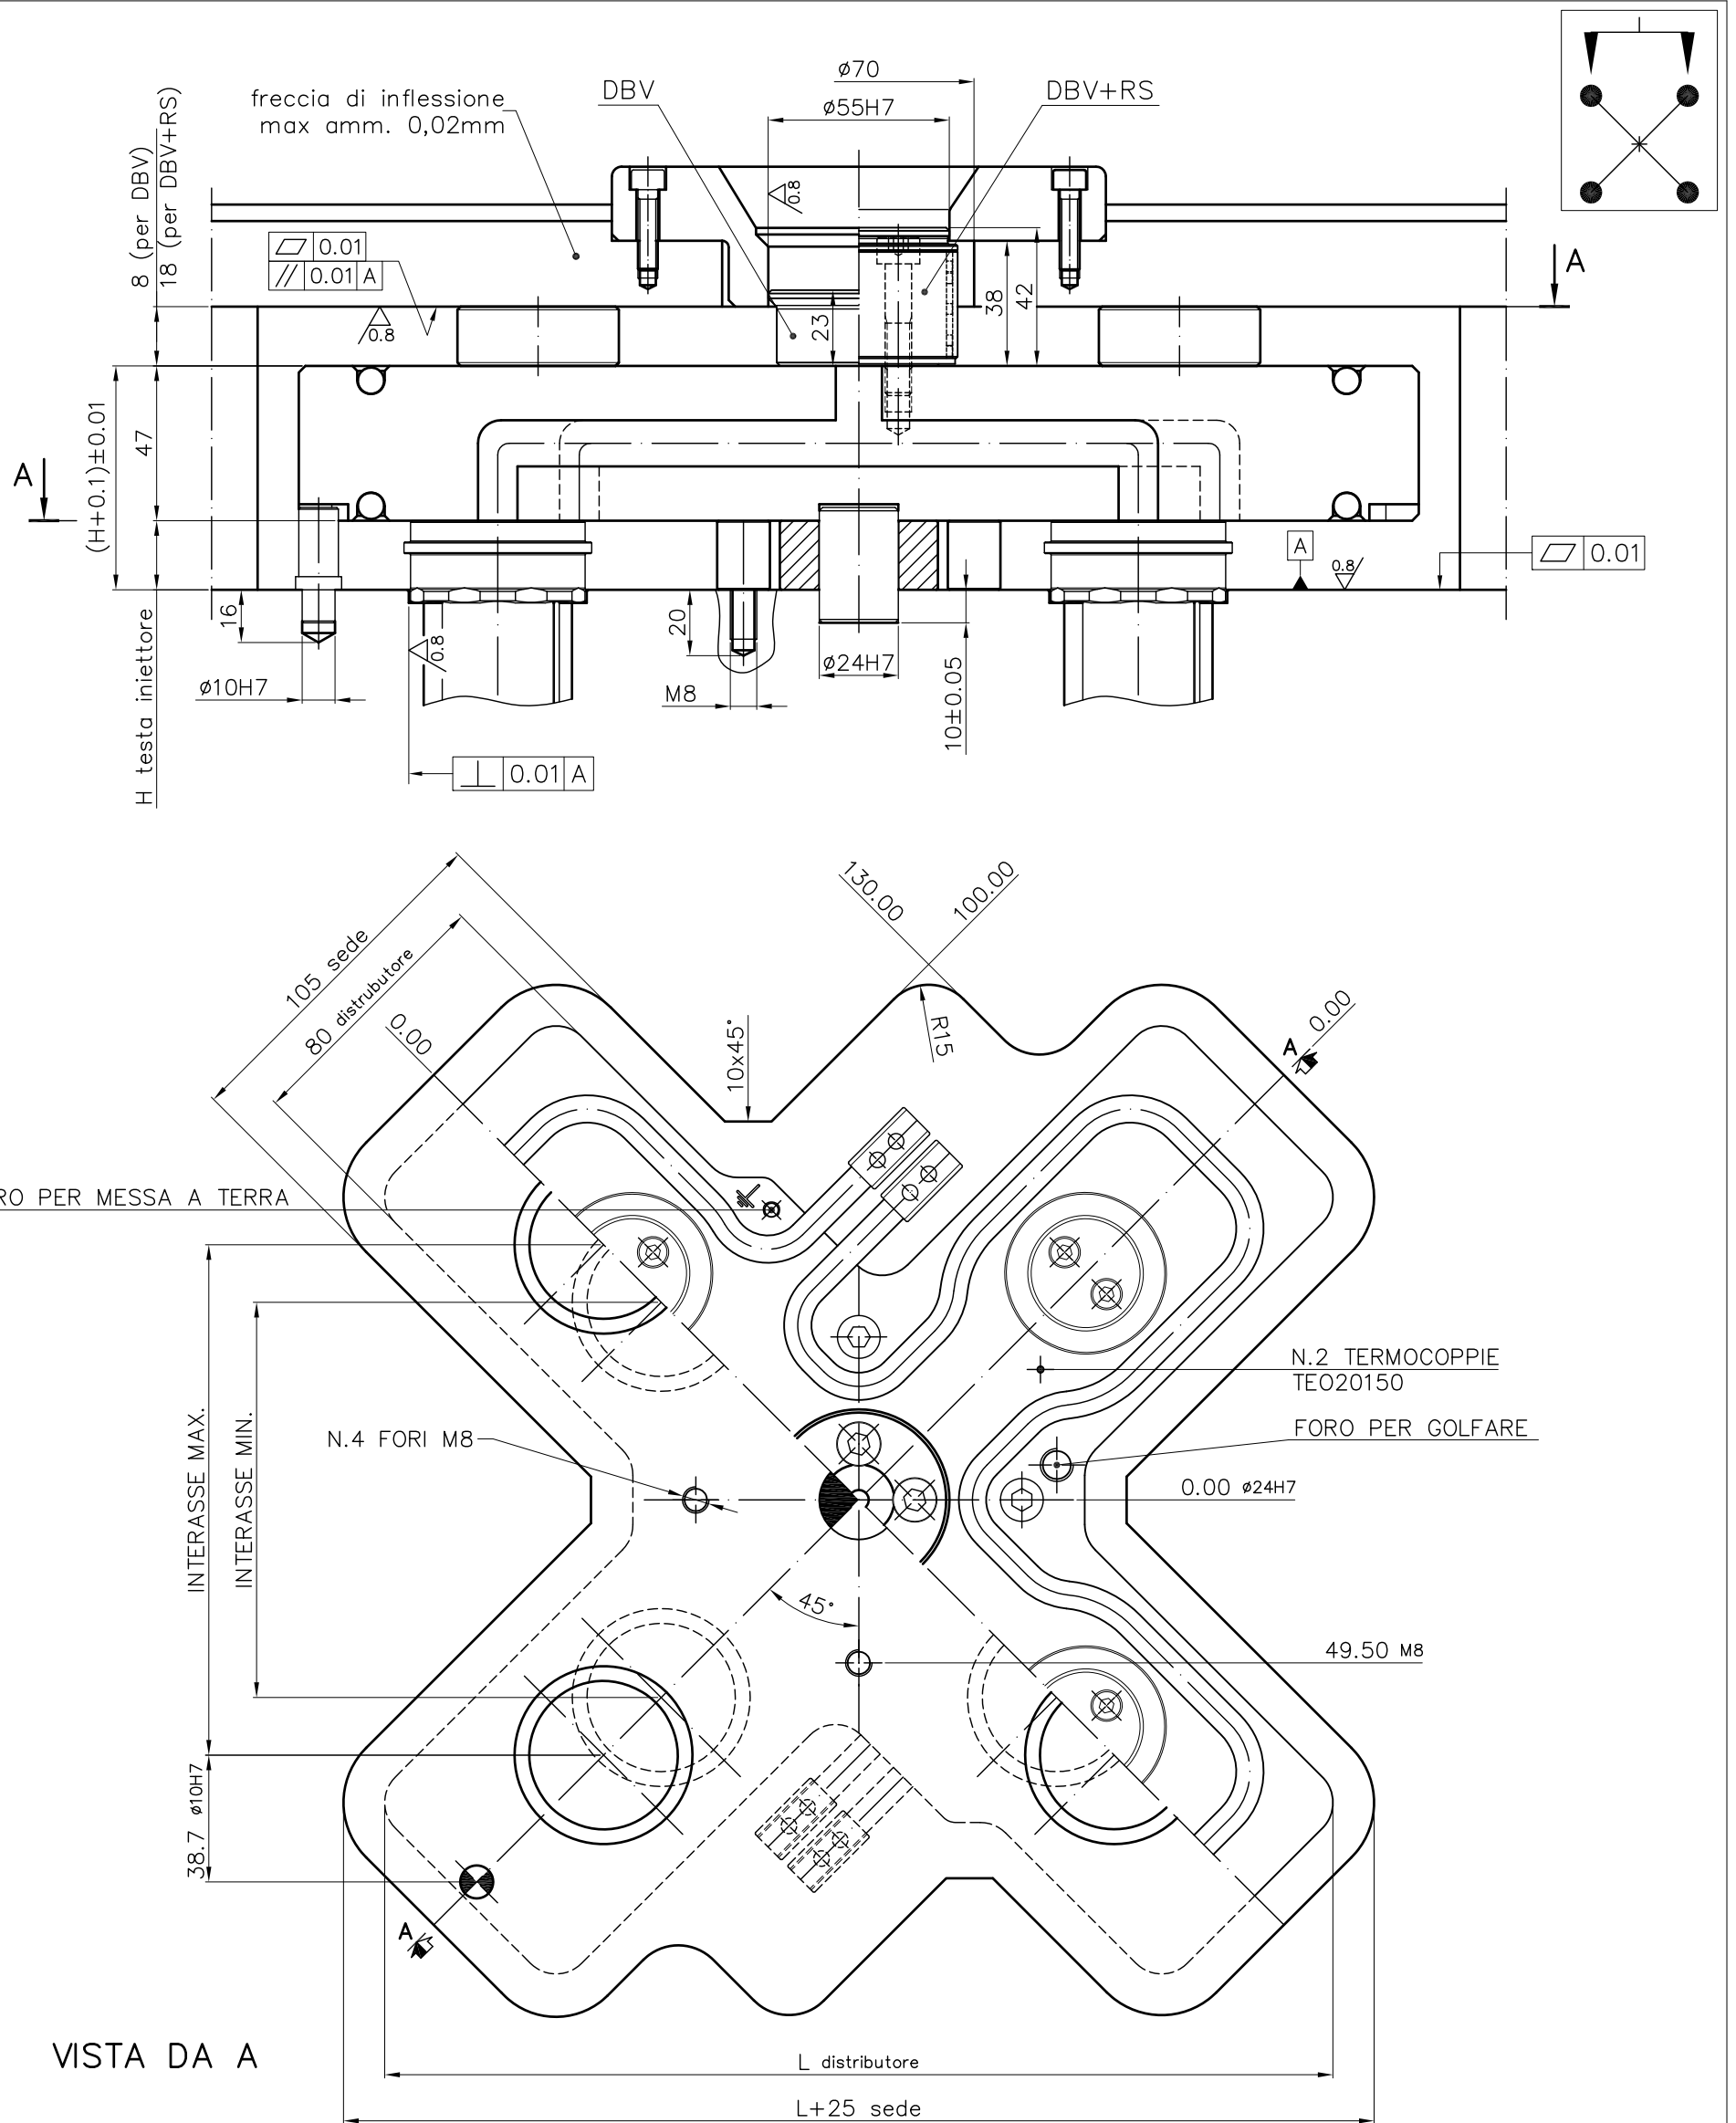 freccia di inflessione
max amm. 0,02mm
DBV
ø70
ø55H7
DBV+RS
8 (per DBV)
18 (per DBV+RS)
0.01
// 0.01 A
0.8
0.8
A
23
38
42
(H+0.1)±0.01
47
A
A
0.8
0.01
16
ø10H7
0.8
20
M8
ø24H7
10±0.05
H testa iniettore
0.01 A
130.00
100.00
105 sede
80 distrubutore
0.00
10x45°
R15
0.00
A
RO PER MESSA A TERRA
N.2 TERMOCOPPIE
TEO20150
INTERASSE MAX.
INTERASSE MIN.
N.4 FORI M8
FORO PER GOLFARE
0.00 ø24H7
45°
49.50 M8
38.7 ø10H7
A
VISTA DA A
L distributore
L+25 sede